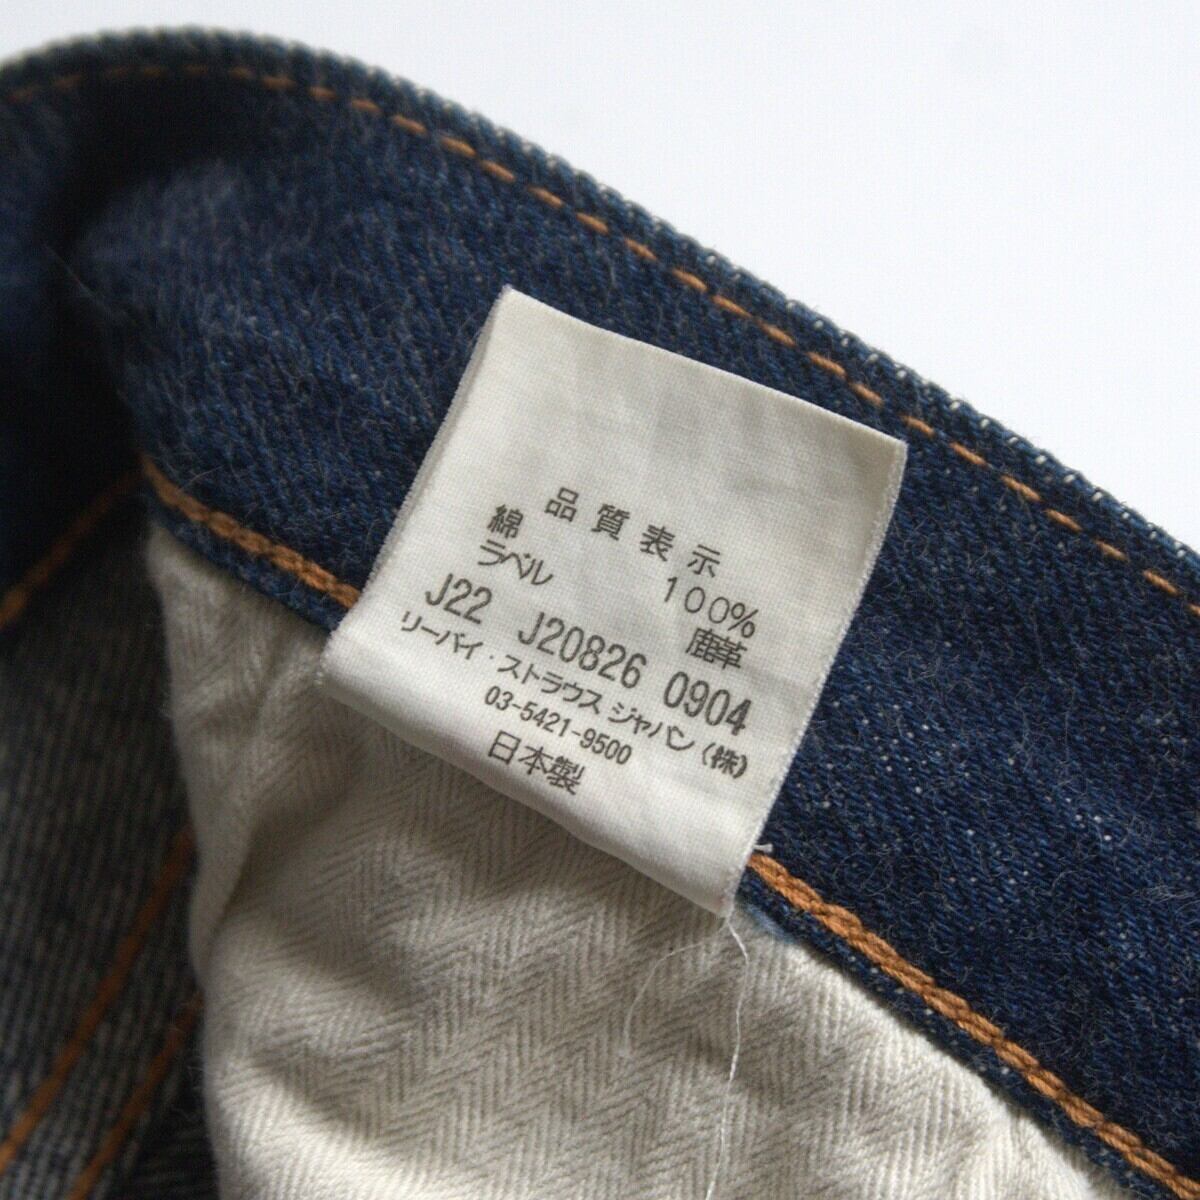 品質表示
綿 100%
ラベル 鹿革
J22 J20826 0904
リーバイ・ストラウス ジャパン(株)
03-5421-9500
日本製